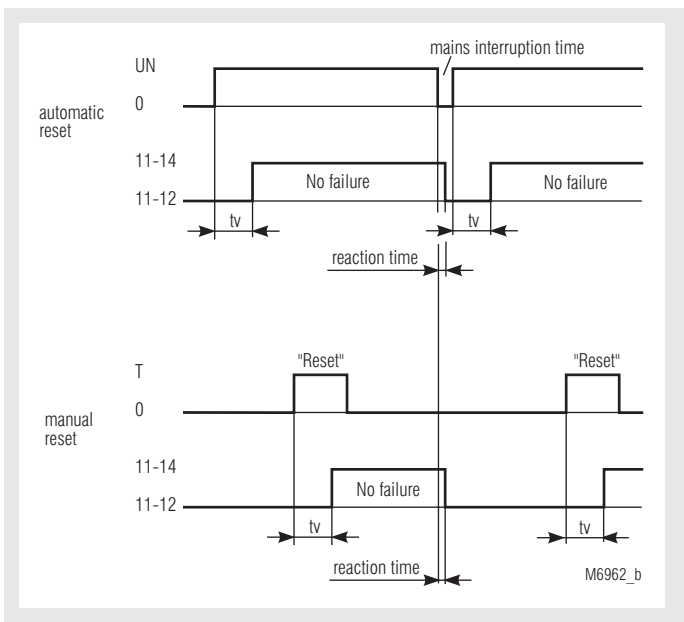 mains interruption time
UN
0
automatic
reset
11-14
No failure
No failure
11-12
tv
tv
reaction time
"Reset"
"Reset"
T
0
manual
reset
11-14
No failure
11-12
tv
tv
reaction time
M6962_b